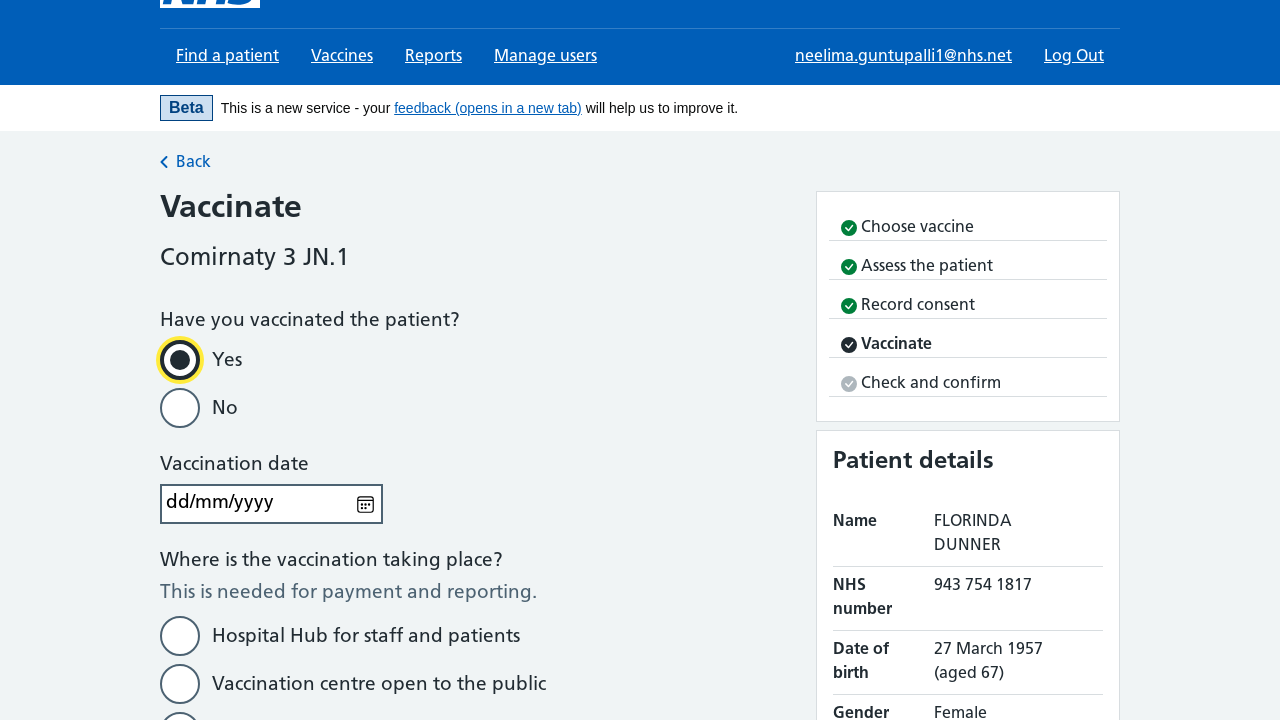 NHS
Find a patient Vaccines Reports Manage users neelima.guntupalli1@nhs.net Log Out
Beta This is a new service - your feedback (opens in a new tab) will help us to improve it.
Back
Vaccinate
Comirnaty 3 JN.1
Have you vaccinated the patient?
Yes
No
Vaccination date
dd/mm/yyyy
Where is the vaccination taking place?
This is needed for payment and reporting.
Hospital Hub for staff and patients
Vaccination centre open to the public
Choose vaccine
Assess the patient
Record consent
Vaccinate
Check and confirm
Patient details
Name FLORINDA
DUNNER
NHS 943 754 1817
number
Date of 27 March 1957
birth (aged 67)
Gender Female